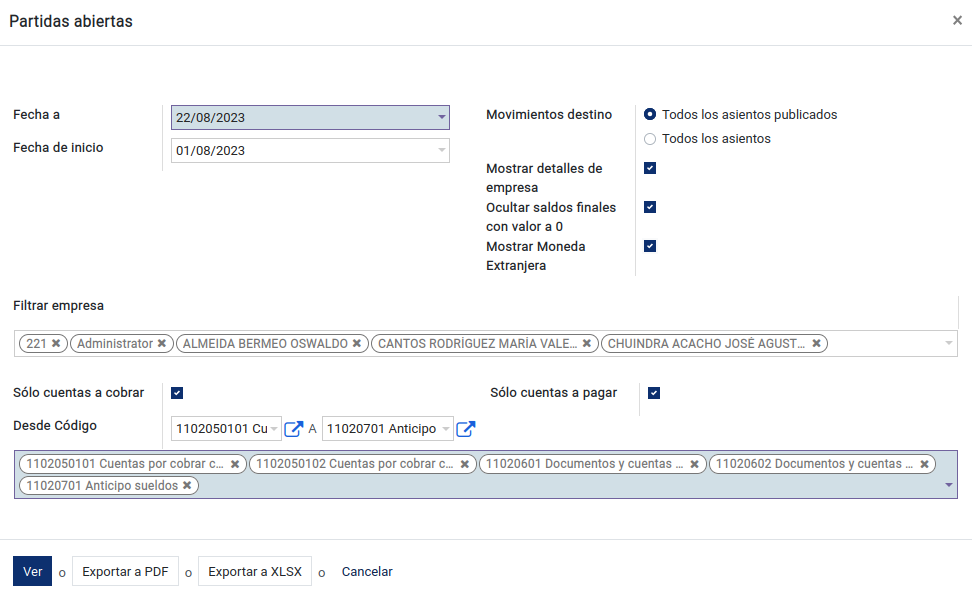 Partidas abiertas ×
Fecha a 22/08/2023
Fecha de inicio 01/08/2023
Movimientos destino Todos los asientos publicados
Todos los asientos
Mostrar detalles de
empresa
Ocultar saldos finales
con valor a 0
Mostrar Moneda
Extranjera
Filtrar empresa
221 ✖ Administrator ✖ ALMEIDA BERMEO OSWALDO ✖ CANTOS RODRÍGUEZ MARÍA VALE... ✖ CHUINDRA ACACHO JOSÉ AGUST... ✖
Sólo cuentas a cobrar Sólo cuentas a pagar
Desde Código 1102050101 Cu A 11020701 Anticipo
1102050101 Cuentas por cobrar c... ✖ 1102050102 Cuentas por cobrar c... ✖ 11020601 Documentos y cuentas ... ✖ 11020602 Documentos y cuentas ... ✖
11020701 Anticipo sueldos ✖
Ver o Exportar a PDF o Exportar a XLSX o Cancelar